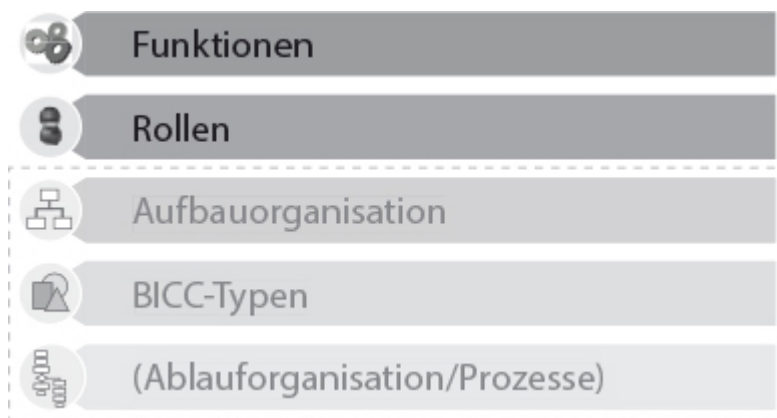 Funktionen
Rollen
Aufbauorganisation
BICC-Typen
(Ablauforganisation/Prozesse)